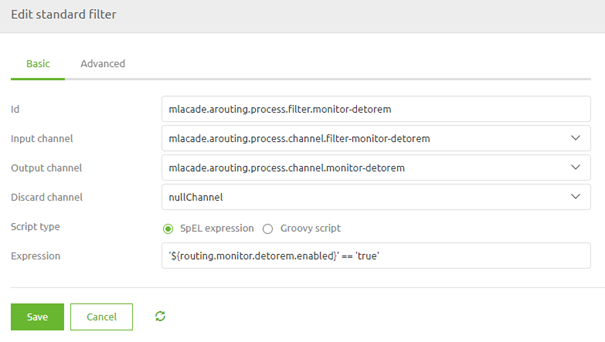 Edit standard filter
Basic Advanced
Id mlacade.arouting.process.filter.monitor-detorem
Input channel mlacade.arouting.process.channel.filter-monitor-detorem
Output channel mlacade.arouting.process.channel.monitor-detorem
Discard channel nullChannel
Script type SpEL expression Groovy script
Expression '${routing.monitor.detorem.enabled}' == 'true'
Save Cancel